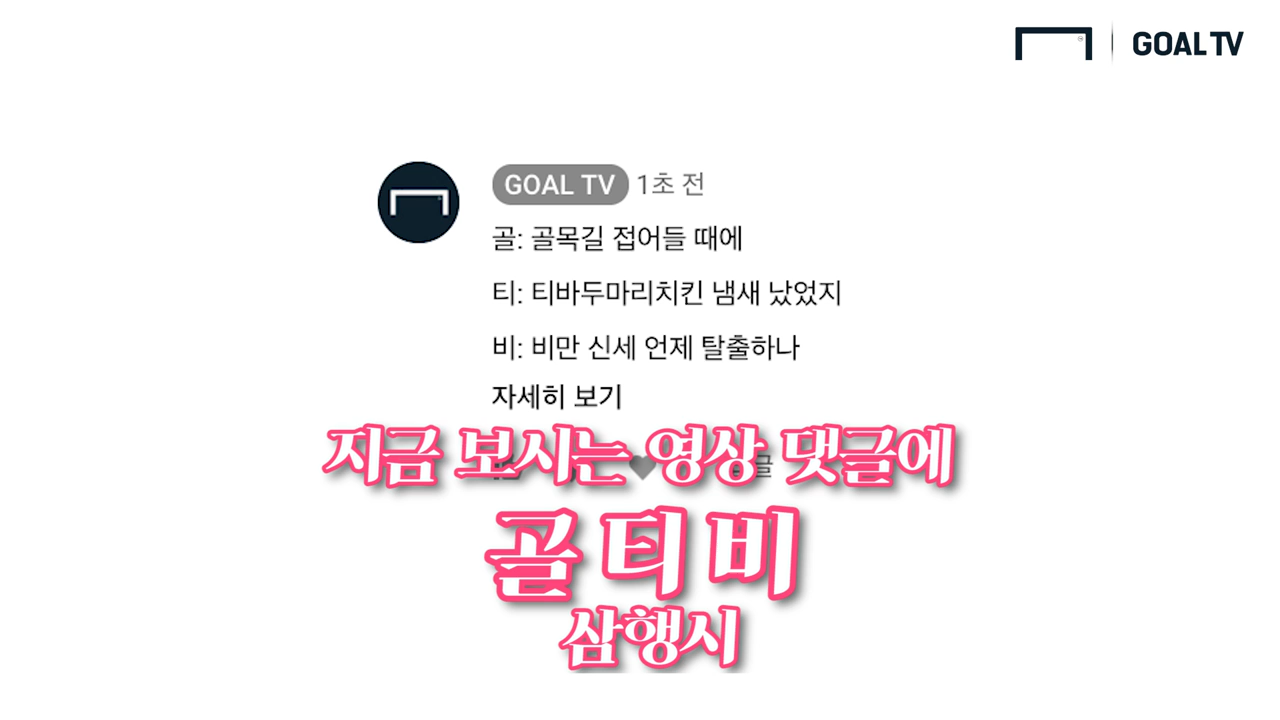 GOAL TV
GOAL TV 1초 전
골: 골목길 접어들 때에
티: 티바두마리치킨 냄새 났었지
비: 비만 신세 언제 탈출하나
자세히 보기
지금 보시는 영상 댓글에
골티비
삼행시